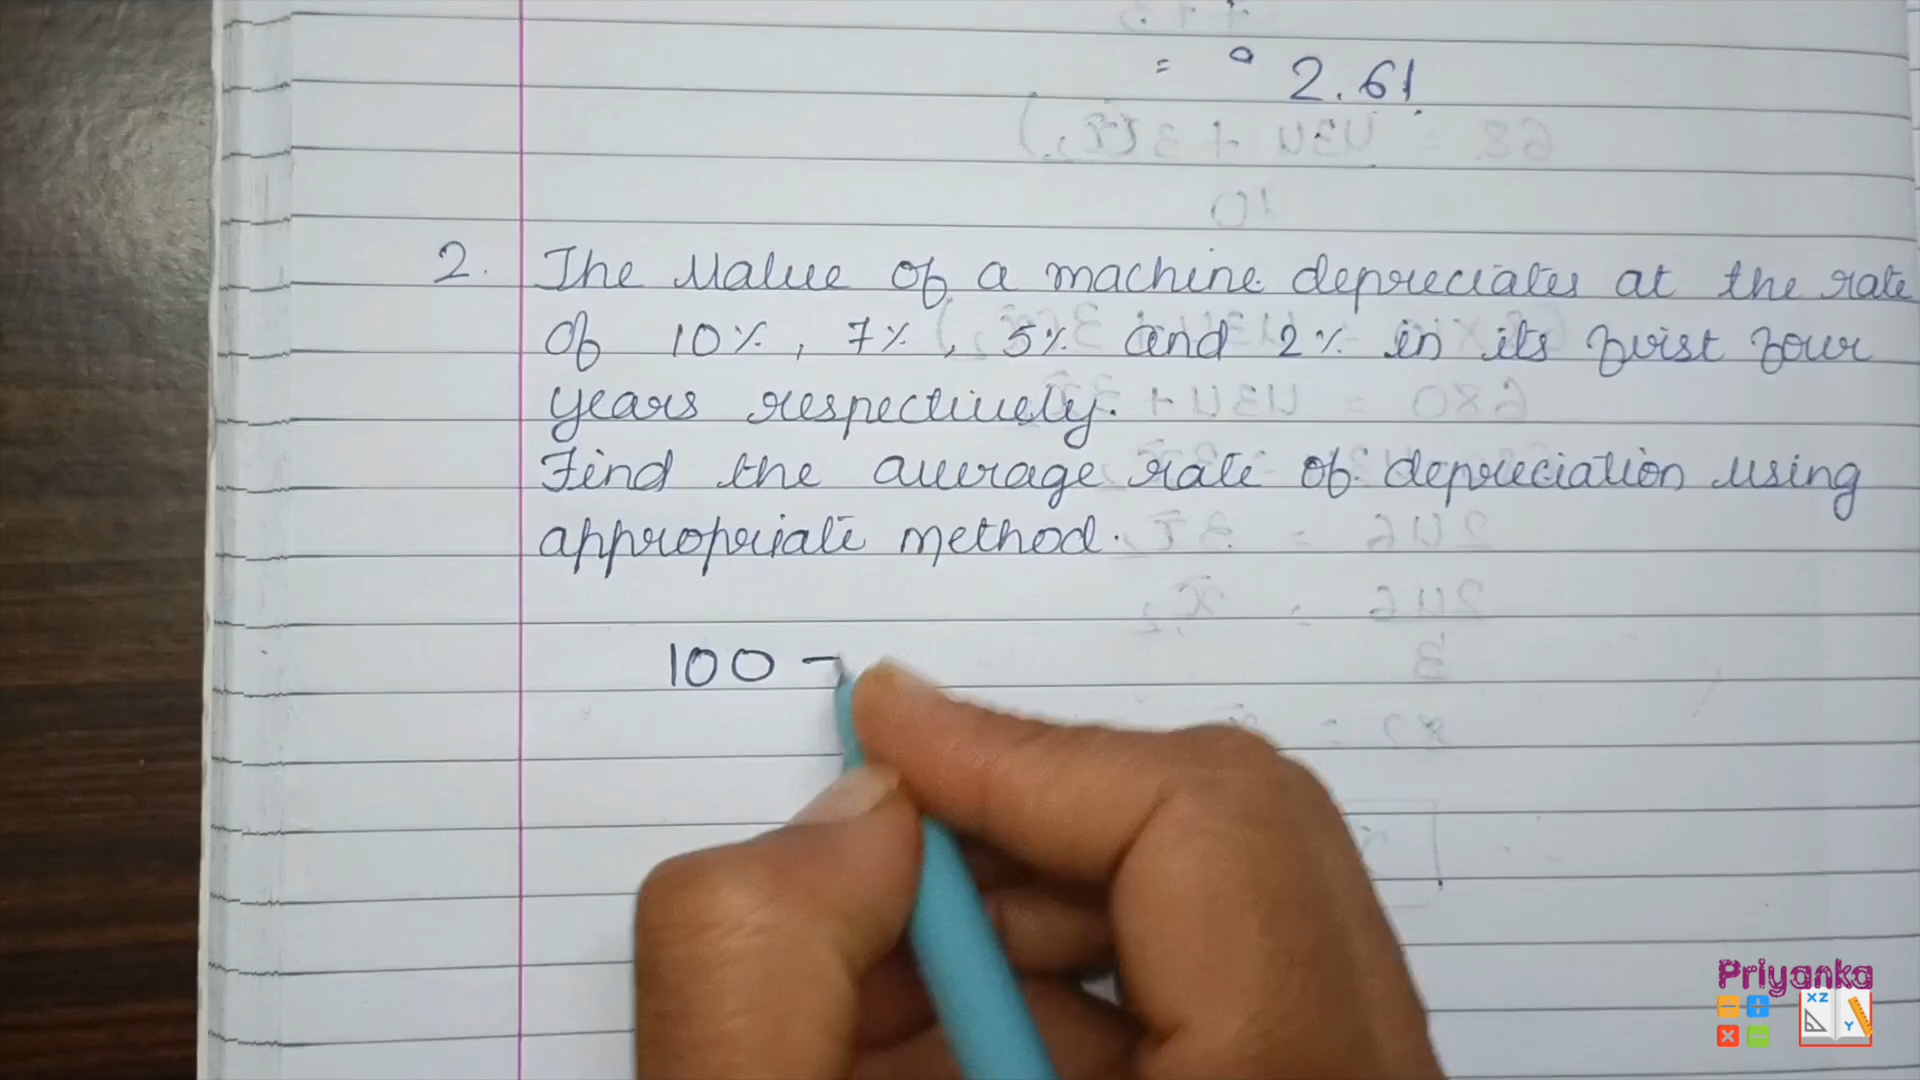 = 2.61
2. The Value of a machine depreciates at the rate
of 10%, 7%, 5% and 2% in its first four
years respectively.
Find the average rate of depreciation using
appropriate method.
100 -
Priyanka
XZ
Y